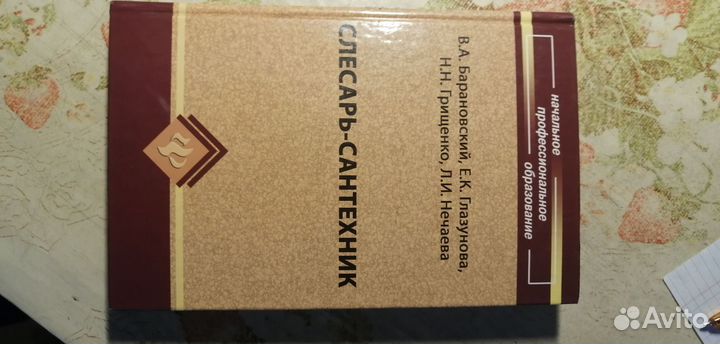 начальное
профессиональное
образование
В.А. Барановский, Е.К. Глазунова,
Н.Н. Грищенко, Л.И. Нечаева
СЛЕСАРЬ-САНТЕХНИК
Avito